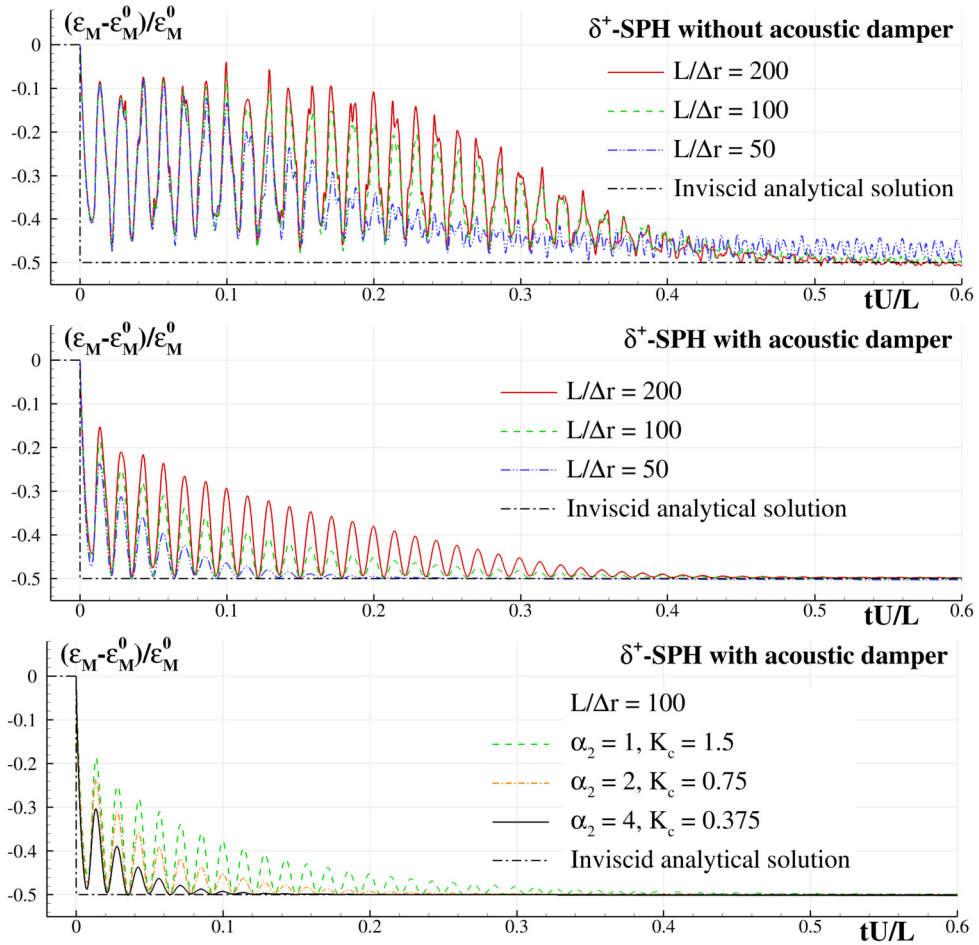 (ε_M-ε_M^0)/ε_M^0
δ^+-SPH without acoustic damper
L/Δr = 200
L/Δr = 100
L/Δr = 50
Inviscid analytical solution
0
-0.1
-0.2
-0.3
-0.4
-0.5
0 0.1 0.2 0.3 0.4 0.5 0.6
tU/L
(ε_M-ε_M^0)/ε_M^0
δ^+-SPH with acoustic damper
L/Δr = 200
L/Δr = 100
L/Δr = 50
Inviscid analytical solution
0
-0.1
-0.2
-0.3
-0.4
-0.5
0 0.1 0.2 0.3 0.4 0.5 0.6
tU/L
(ε_M-ε_M^0)/ε_M^0
δ^+-SPH with acoustic damper
L/Δr = 100
α_2 = 1, K_c = 1.5
α_2 = 2, K_c = 0.75
α_2 = 4, K_c = 0.375
Inviscid analytical solution
0
-0.1
-0.2
-0.3
-0.4
-0.5
0 0.1 0.2 0.3 0.4 0.5 0.6
tU/L